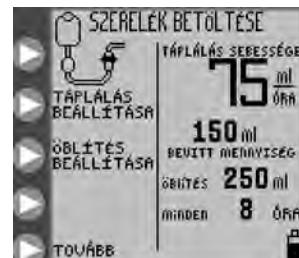 SZERELÉK BETÖLTÉSE
TÁPLÁLÁS SEBESSÉGE
75 ml
ÓRA
TÁPLÁLÁS
BEÁLLÍTÁSA
150 ml
BEVITT MENNYISÉG
ÖBLÍTÉS
BEÁLLÍTÁSA
ÖBLÍTÉS 250 ml
MINDEN 8 ÓRA
TOVÁBB